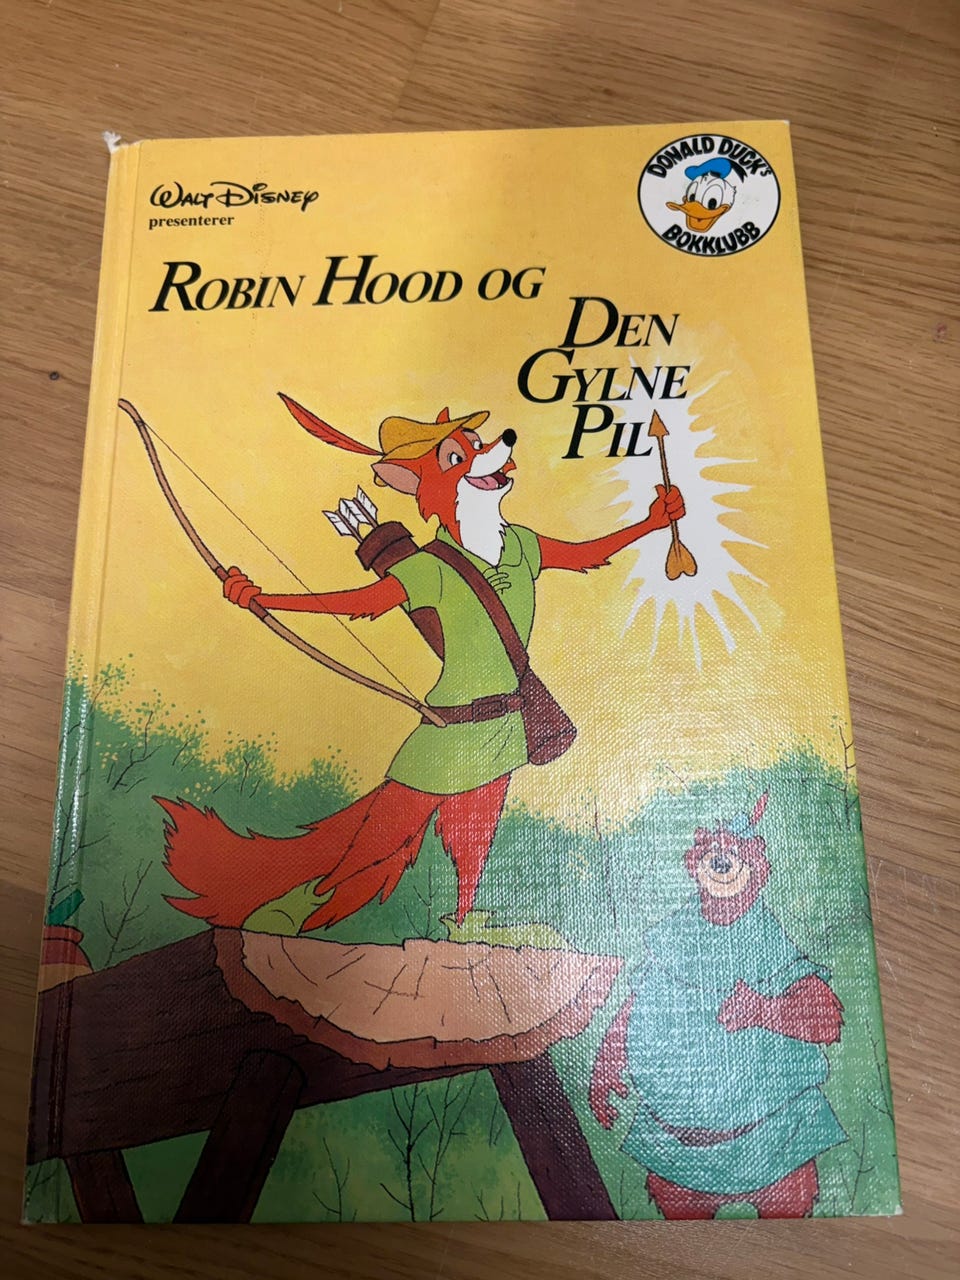 Walt Disney
presenterer
DONALD DUCK's
BOKKLUBB
ROBIN HOOD OG
DEN
GYLNE
PIL